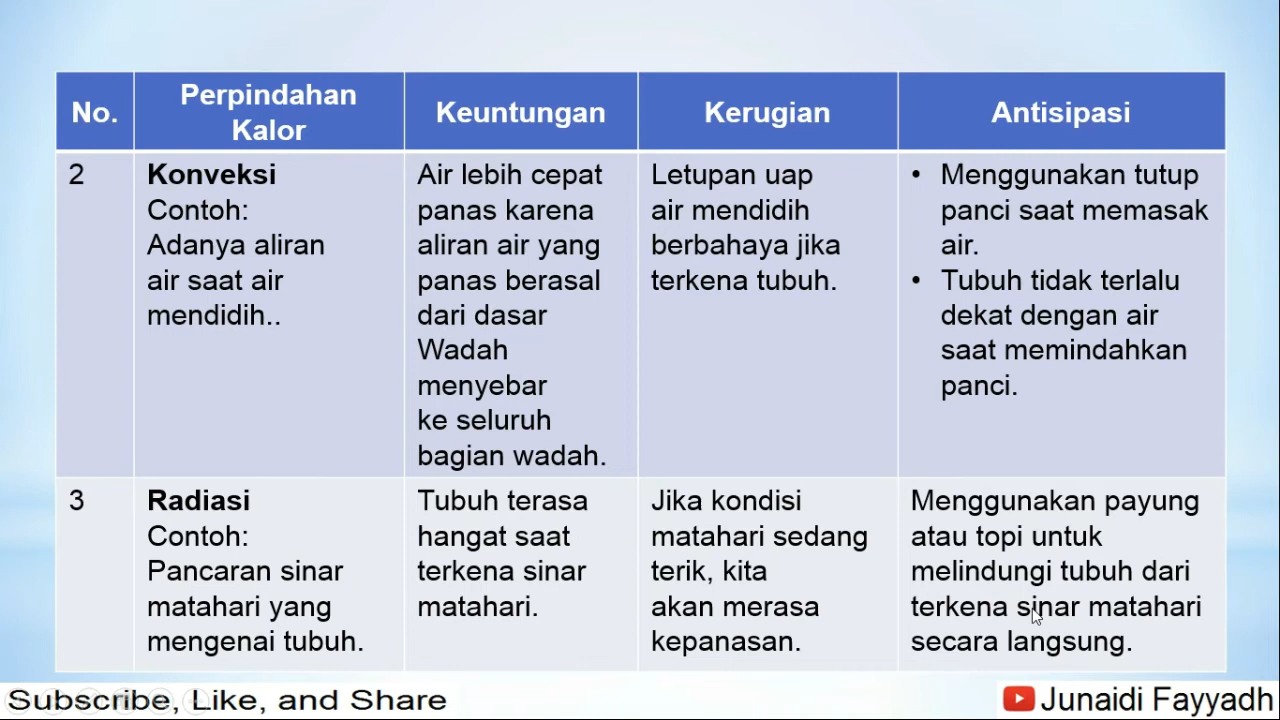 No.
Perpindahan
Kalor
Keuntungan
Kerugian
Antisipasi
2
Konveksi
Contoh:
Adanya aliran
air saat air
mendidih..
Air lebih cepat
panas karena
aliran air yang
panas berasal
dari dasar
Wadah
menyebar
ke seluruh
bagian wadah.
Letupan uap
air mendidih
berbahaya jika
terkena tubuh.
• Menggunakan tutup
panci saat memasak
air.
• Tubuh tidak terlalu
dekat dengan air
saat memindahkan
panci.
3
Radiasi
Contoh:
Pancaran sinar
matahari yang
mengenai tubuh.
Tubuh terasa
hangat saat
terkena sinar
matahari.
Jika kondisi
matahari sedang
terik, kita
akan merasa
kepanasan.
Menggunakan payung
atau topi untuk
melindungi tubuh dari
terkena sinar matahari
secara langsung.
Subscribe, Like, and Share
Junaidi Fayyadh